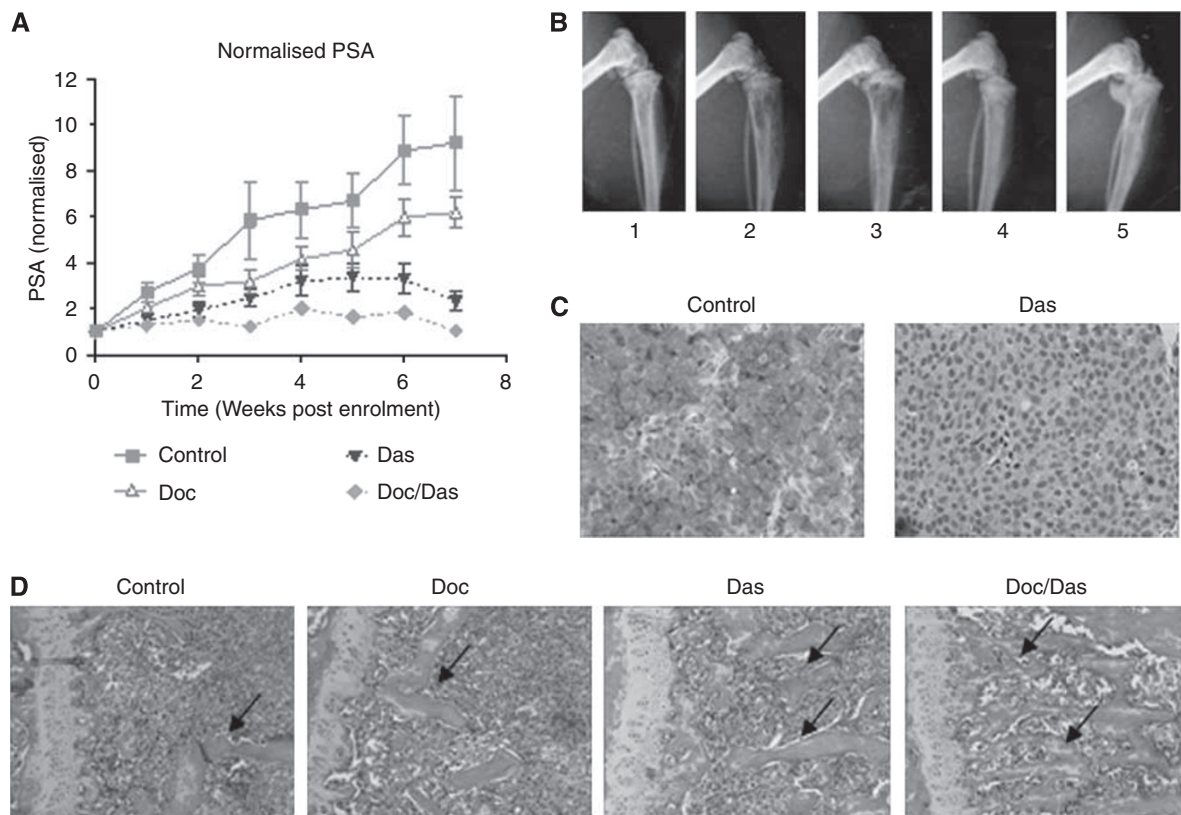 A
Normalised PSA
PSA (normalised)
12
10
8
6
4
2
0
0 2 4 6 8
Time (Weeks post enrolment)
Control
Das
Doc
Doc/Das
B
1 2 3 4 5
C
Control Das
D
Control Doc Das Doc/Das